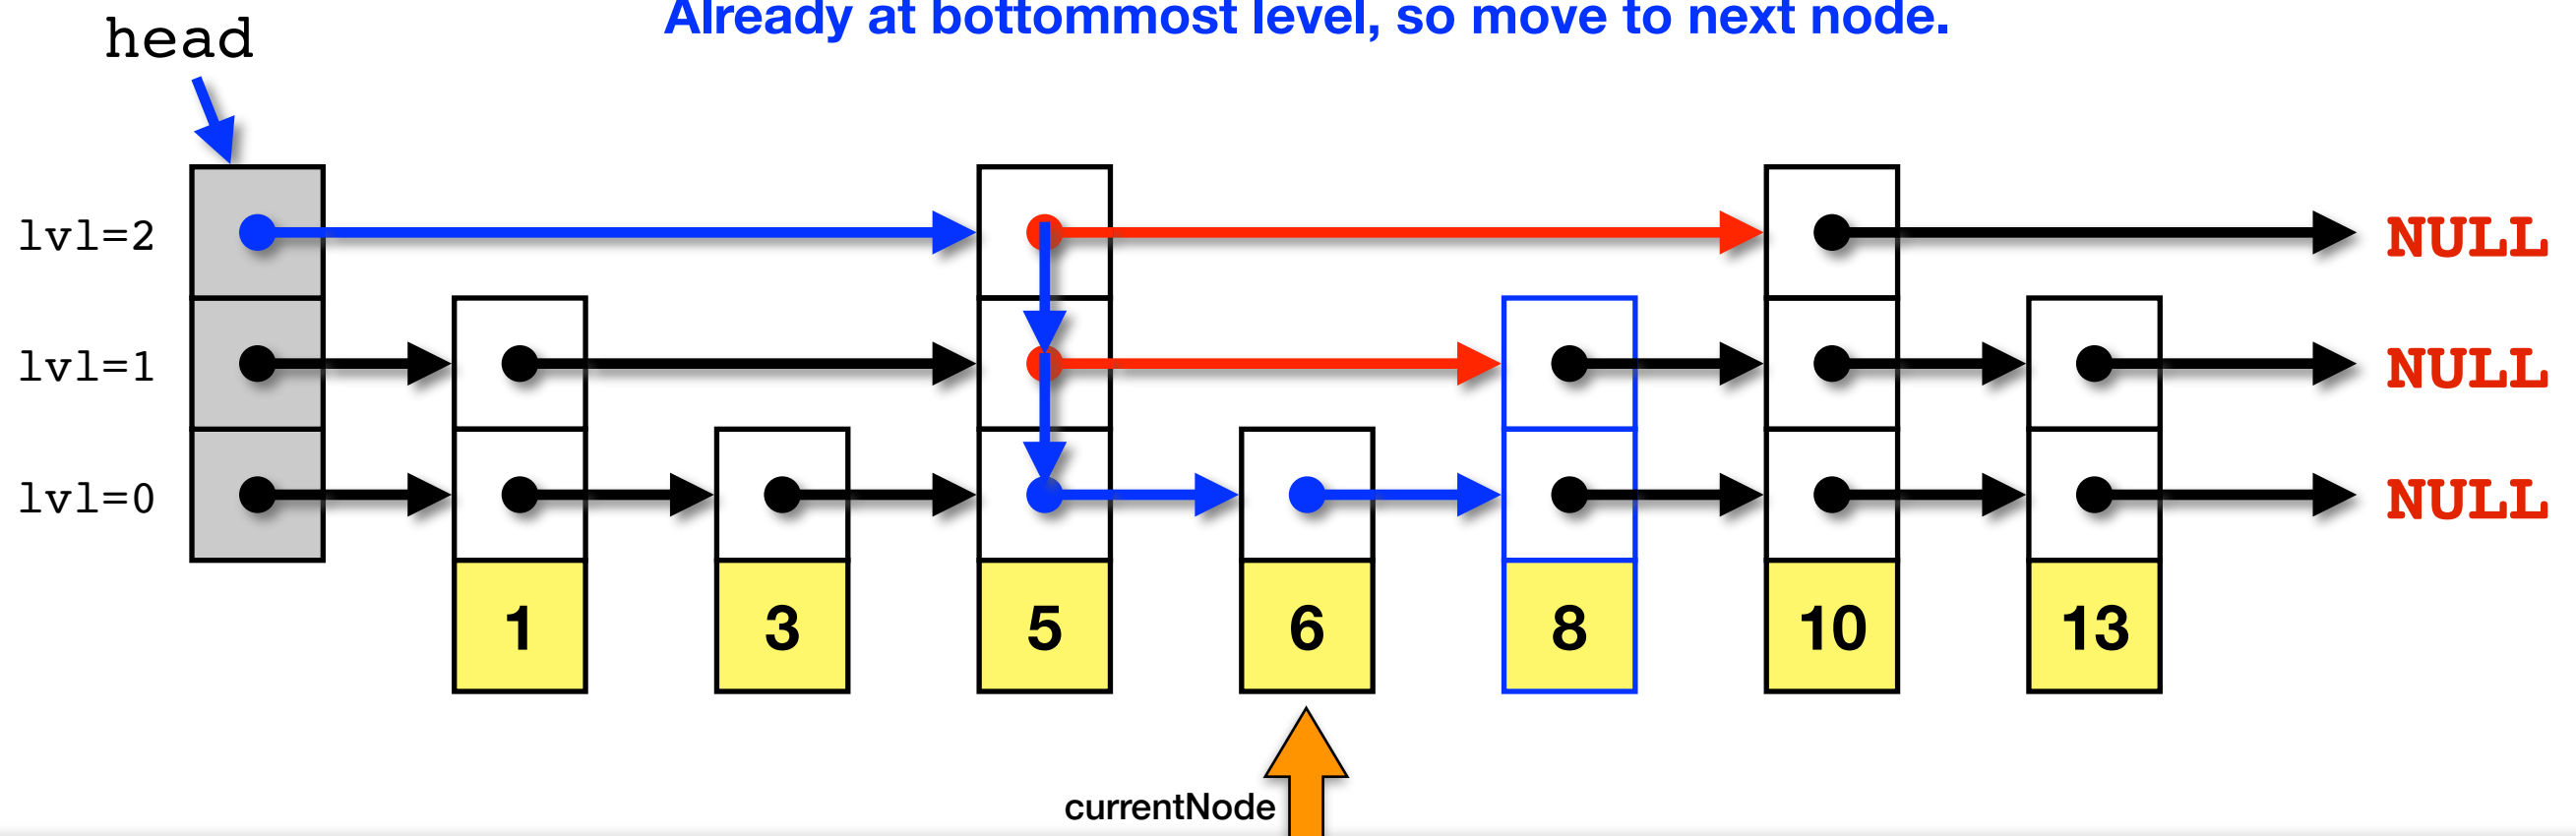 Already at bottommost level, so move to next node.
head
lvl=2
NULL
lvl=1
NULL
lvl=0
NULL
1 3 5 6 8 10 13
currentNode